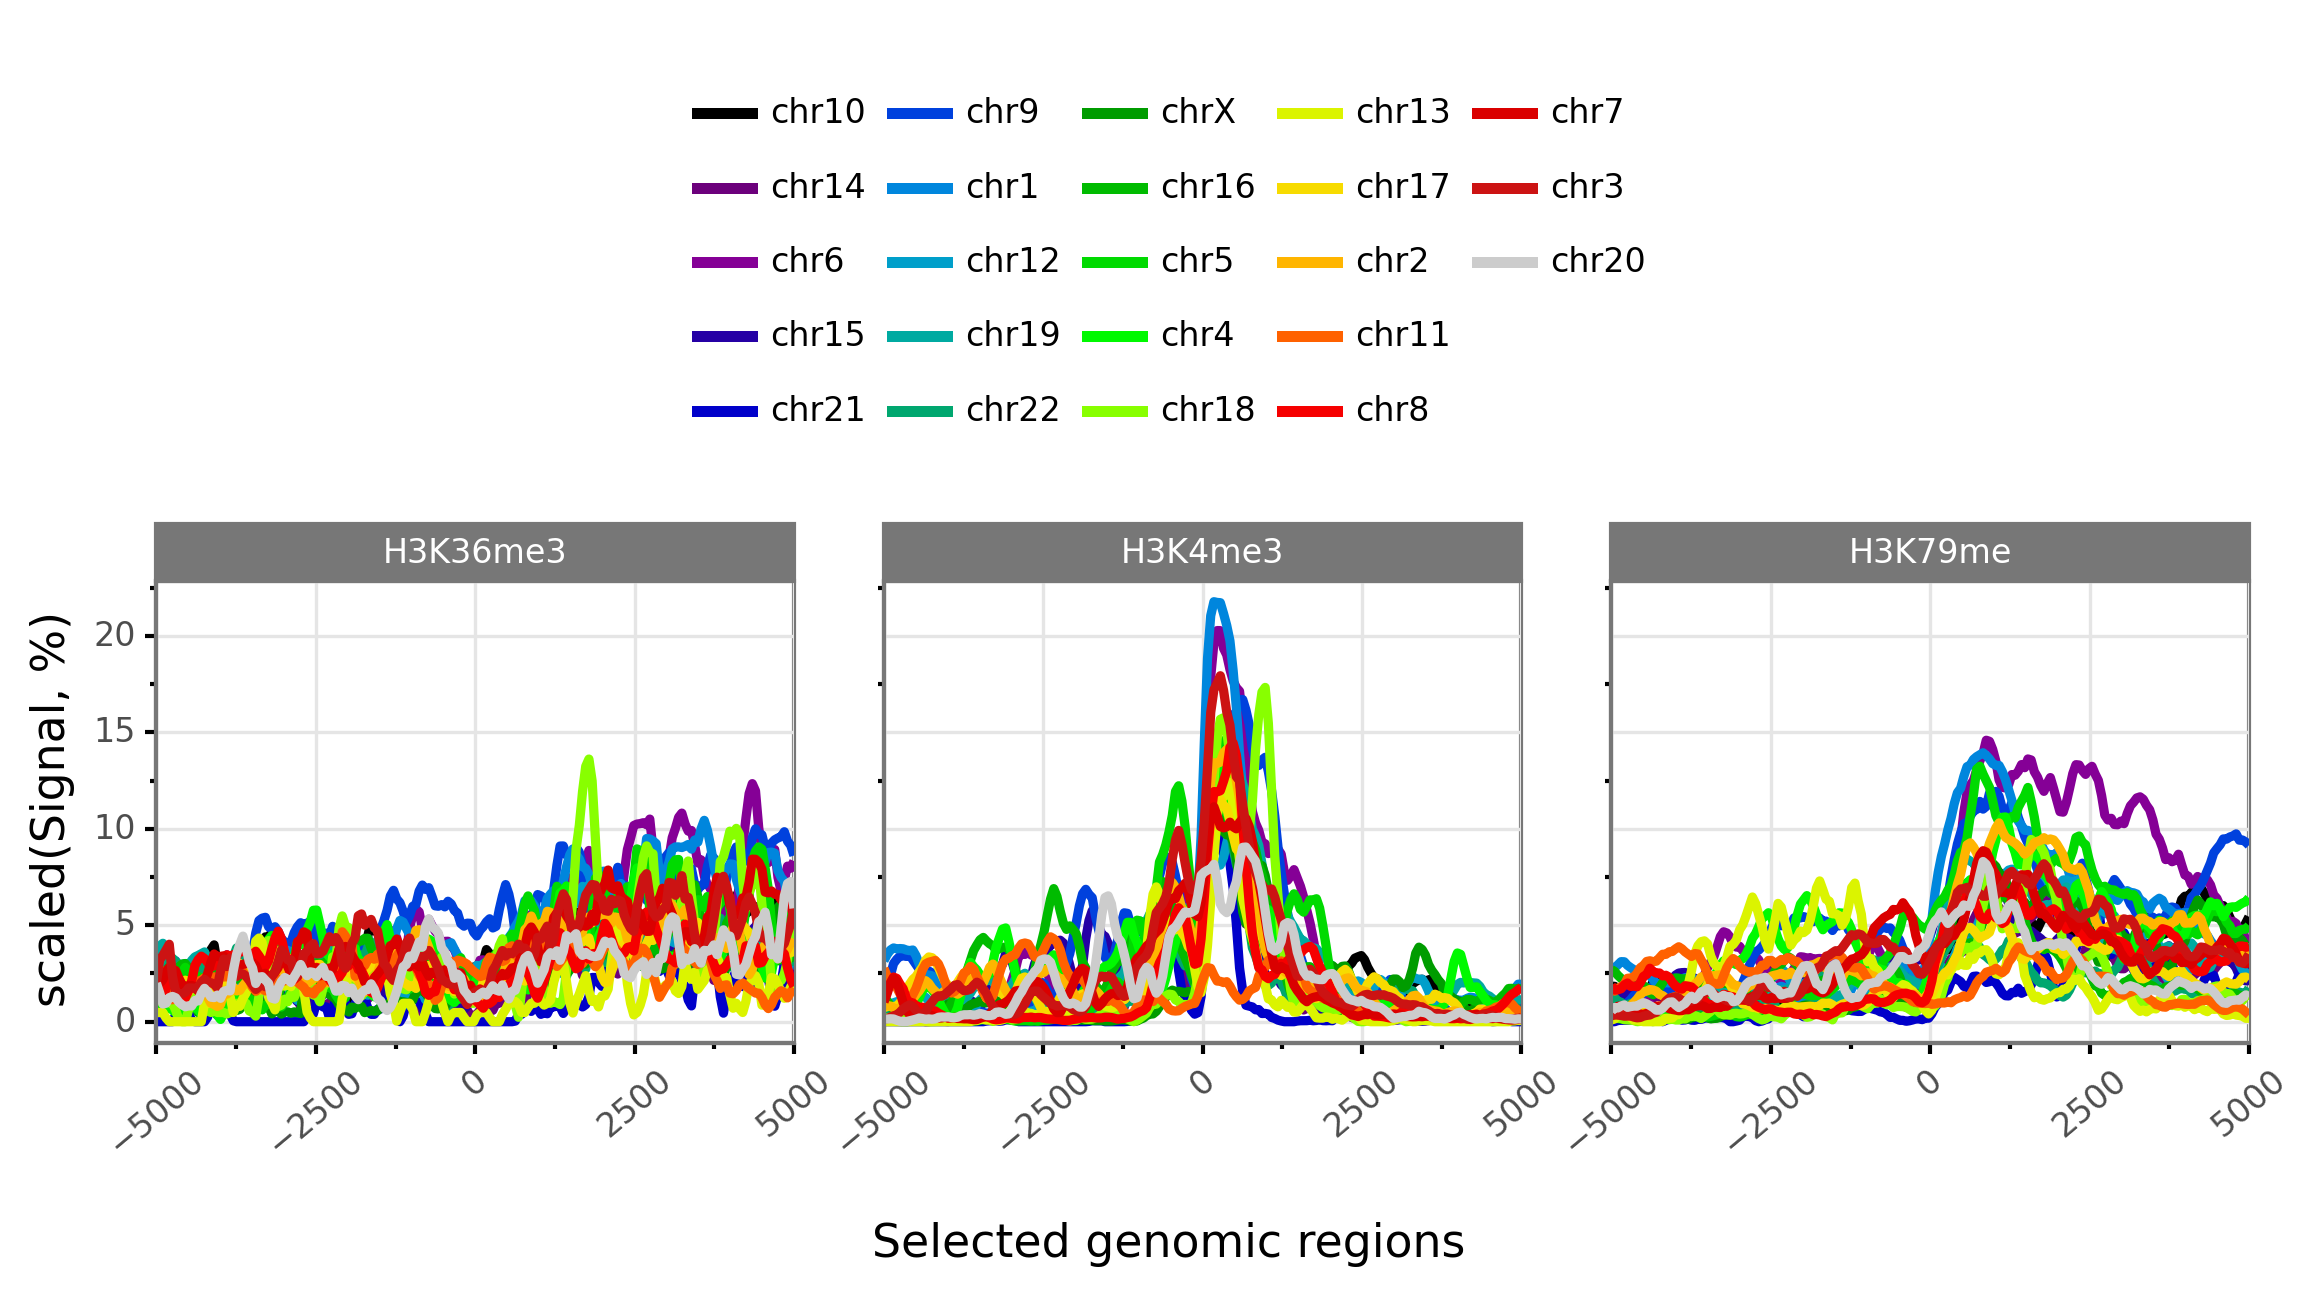 chr10 chr9 chrX chr13 chr7
chr14 chr1 chr16 chr17 chr3
chr6 chr12 chr5 chr2 chr20
chr15 chr19 chr4 chr11
chr21 chr22 chr18 chr8
H3K36me3 H3K4me3 H3K79me
scaled(Signal, %)
20
15
10
5
0
−5000 −2500 0 2500 5000 −5000 −2500 0 2500 5000 −5000 −2500 0 2500 5000
Selected genomic regions